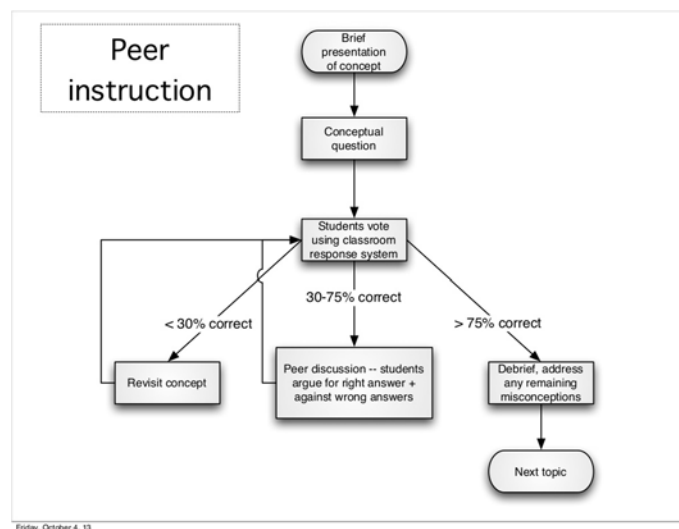 Peer
instruction
Brief
presentation
of concept
Conceptual
question
Students vote
using classroom
response system
30-75% correct
< 30% correct
> 75% correct
Revisit concept
Peer discussion -- students
argue for right answer +
against wrong answers
Debrief, address
any remaining
misconceptions
Next topic
Friday, October 4, 13